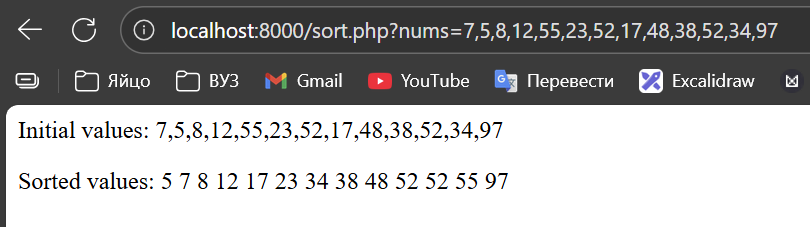 localhost:8000/sort.php?nums=7,5,8,12,55,23,52,17,48,38,52,34,97
Яйцо ВУЗ Gmail YouTube Перевести Excalidraw
Initial values: 7,5,8,12,55,23,52,17,48,38,52,34,97
Sorted values: 5 7 8 12 17 23 34 38 48 52 52 55 97